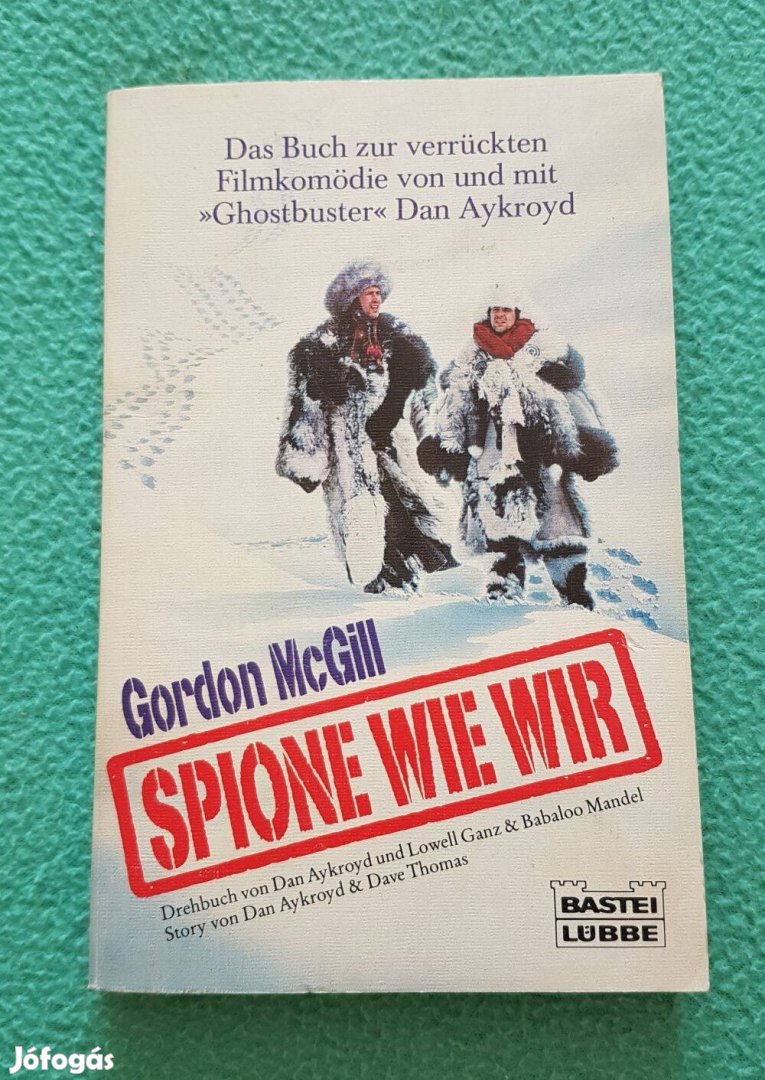 Das Buch zur verrückten
Filmkomödie von und mit
»Ghostbuster« Dan Aykroyd
Gordon McGill
SPIONE WIE WIR
Drehbuch von Dan Aykroyd und Lowell Ganz & Babaloo Mandel
Story von Dan Aykroyd & Dave Thomas
BASTEI
LÜBBE
Jófogás